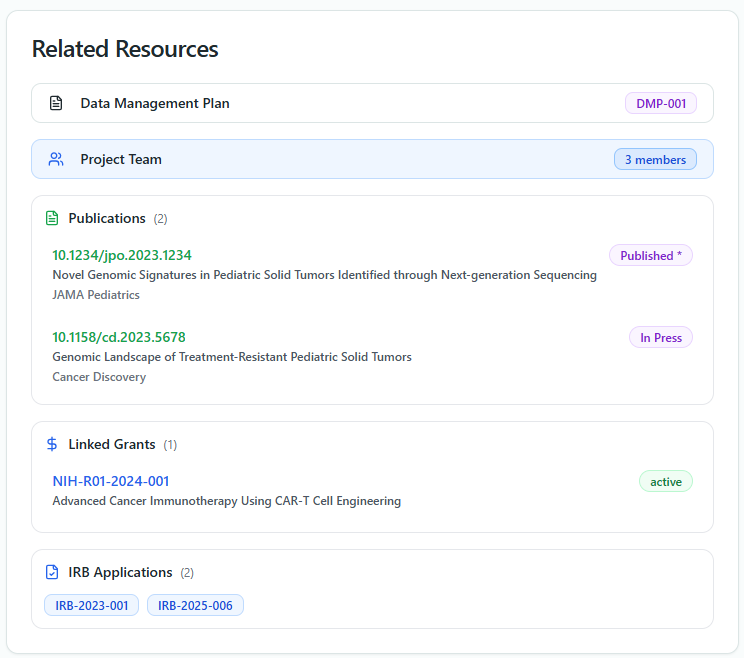 Related Resources
Data Management Plan DMP-001
Project Team 3 members
Publications (2)
10.1234/jpo.2023.1234 Published *
Novel Genomic Signatures in Pediatric Solid Tumors Identified through Next-generation Sequencing
JAMA Pediatrics
10.1158/cd.2023.5678 In Press
Genomic Landscape of Treatment-Resistant Pediatric Solid Tumors
Cancer Discovery
$ Linked Grants (1)
NIH-R01-2024-001 active
Advanced Cancer Immunotherapy Using CAR-T Cell Engineering
IRB Applications (2)
IRB-2023-001 IRB-2025-006